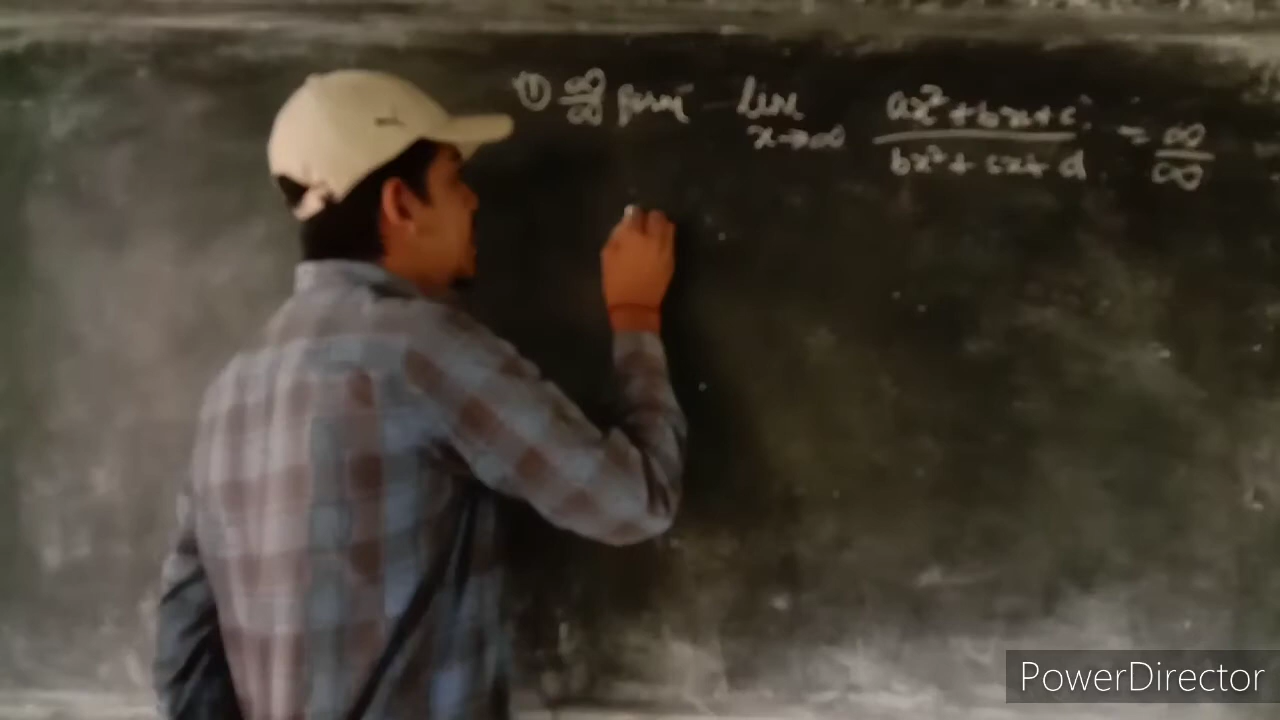 ① ∞/∞ form lim x→∞ (ax² + bx + c)/(bx² + cx + d) = ∞/∞
PowerDirector